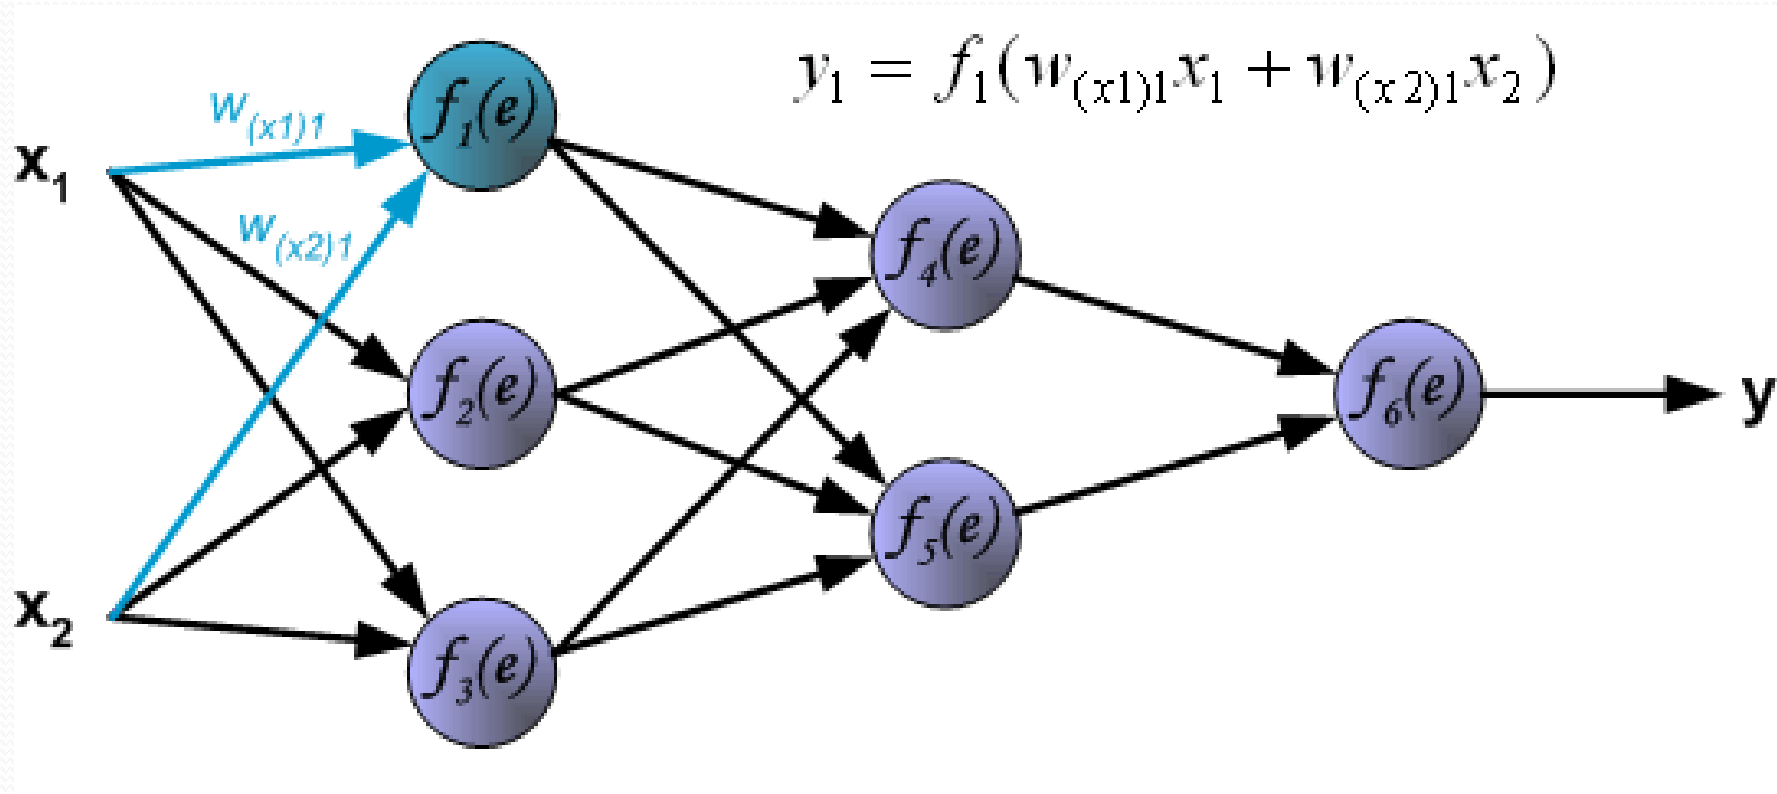 y₁ = f₁(w₍ₓ₁₎₁x₁ + w₍ₓ₂₎₁x₂)
w₍ₓ₁₎₁
f₁(e)
x₁
w₍ₓ₂₎₁
f₄(e)
f₂(e)
f₆(e)
y
f₅(e)
x₂
f₃(e)